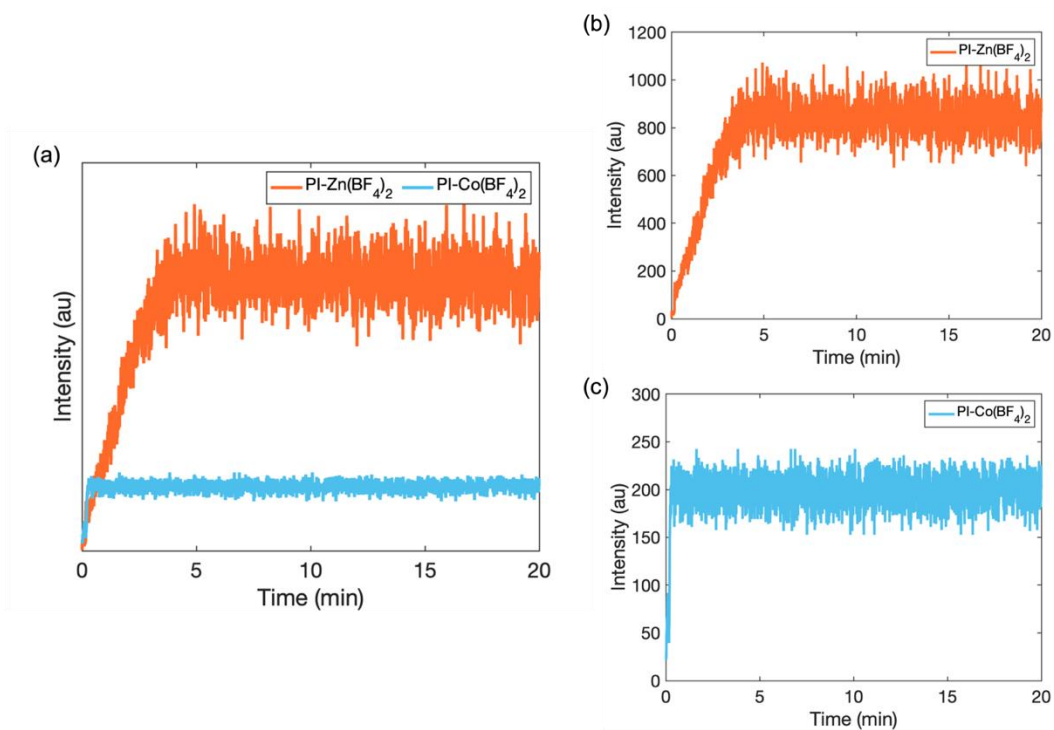 (a)
PI-Zn(BF4)2 PI-Co(BF4)2
Intensity (au)
0 5 10 15 20
Time (min)
(b)
PI-Zn(BF4)2
1200
1000
800
600
400
200
0
Intensity (au)
0 5 10 15 20
Time (min)
(c)
PI-Co(BF4)2
300
250
200
150
100
50
0
Intensity (au)
0 5 10 15 20
Time (min)